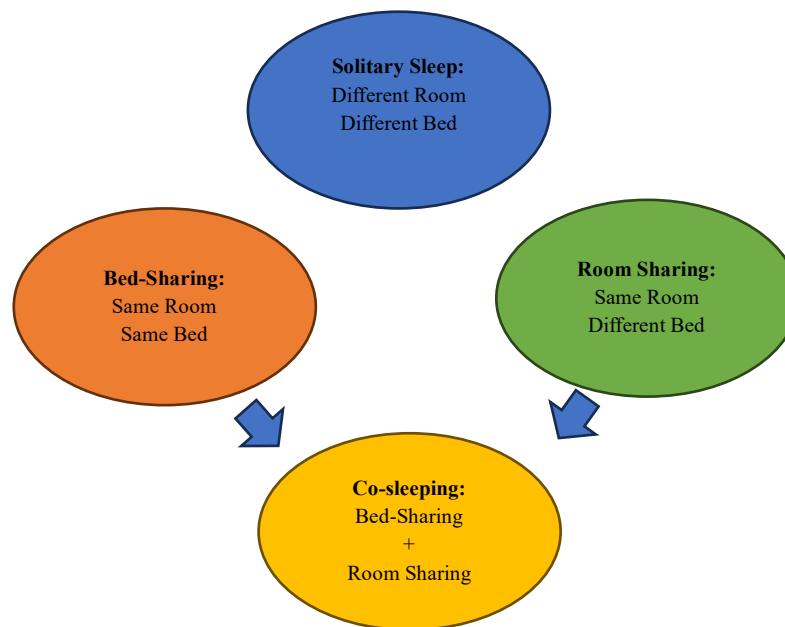 Solitary Sleep:
Different Room
Different Bed
Bed-Sharing:
Same Room
Same Bed
Room Sharing:
Same Room
Different Bed
Co-sleeping:
Bed-Sharing
+
Room Sharing